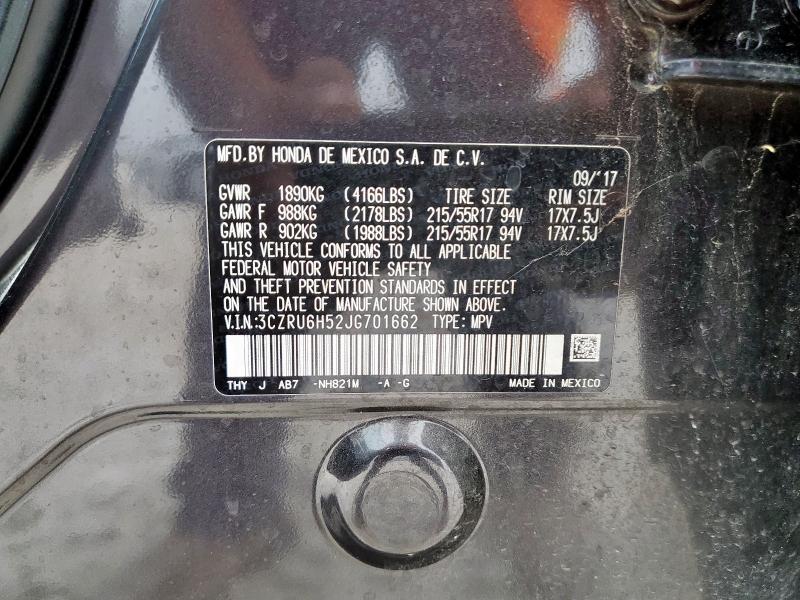 MFD.BY HONDA DE MEXICO S.A. DE C.V.
09/'17
GVWR 1890KG (4166LBS) TIRE SIZE RIM SIZE
GAWR F 988KG (2178LBS) 215/55R17 94V 17X7.5J
GAWR R 902KG (1988LBS) 215/55R17 94V 17X7.5J
THIS VEHICLE CONFORMS TO ALL APPLICABLE
FEDERAL MOTOR VEHICLE SAFETY
AND THEFT PREVENTION STANDARDS IN EFFECT
ON THE DATE OF MANUFACTURE SHOWN ABOVE.
V.I.N:3CZRU6H52JG701662 TYPE: MPV
THY J AB7 -NH821M -A -G MADE IN MEXICO